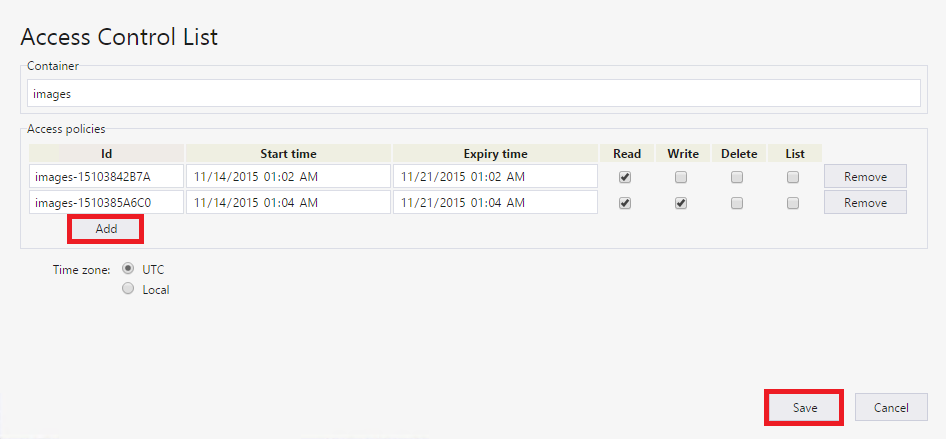 Access Control List
Container
images
Access policies
Id Start time Expiry time Read Write Delete List
images-15103842B7A 11/14/2015 01:02 AM 11/21/2015 01:02 AM Remove
images-1510385A6C0 11/14/2015 01:04 AM 11/21/2015 01:04 AM Remove
Add
Time zone: UTC
Local
Save Cancel